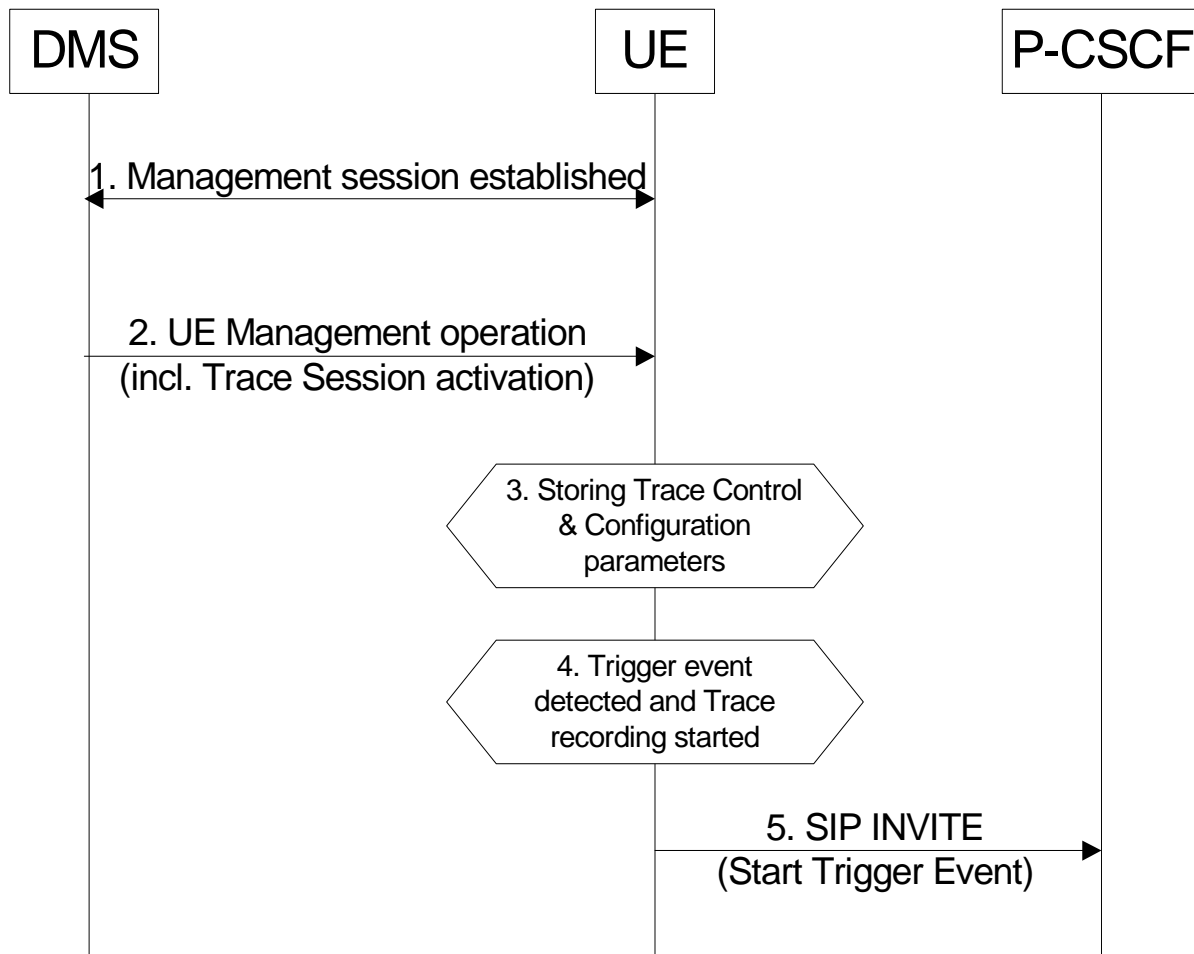 DMS
UE
P-CSCF
1. Management session established
2. UE Management operation
(incl. Trace Session activation)
3. Storing Trace Control
& Configuration
parameters
4. Trigger event
detected and Trace
recording started
5. SIP INVITE
(Start Trigger Event)